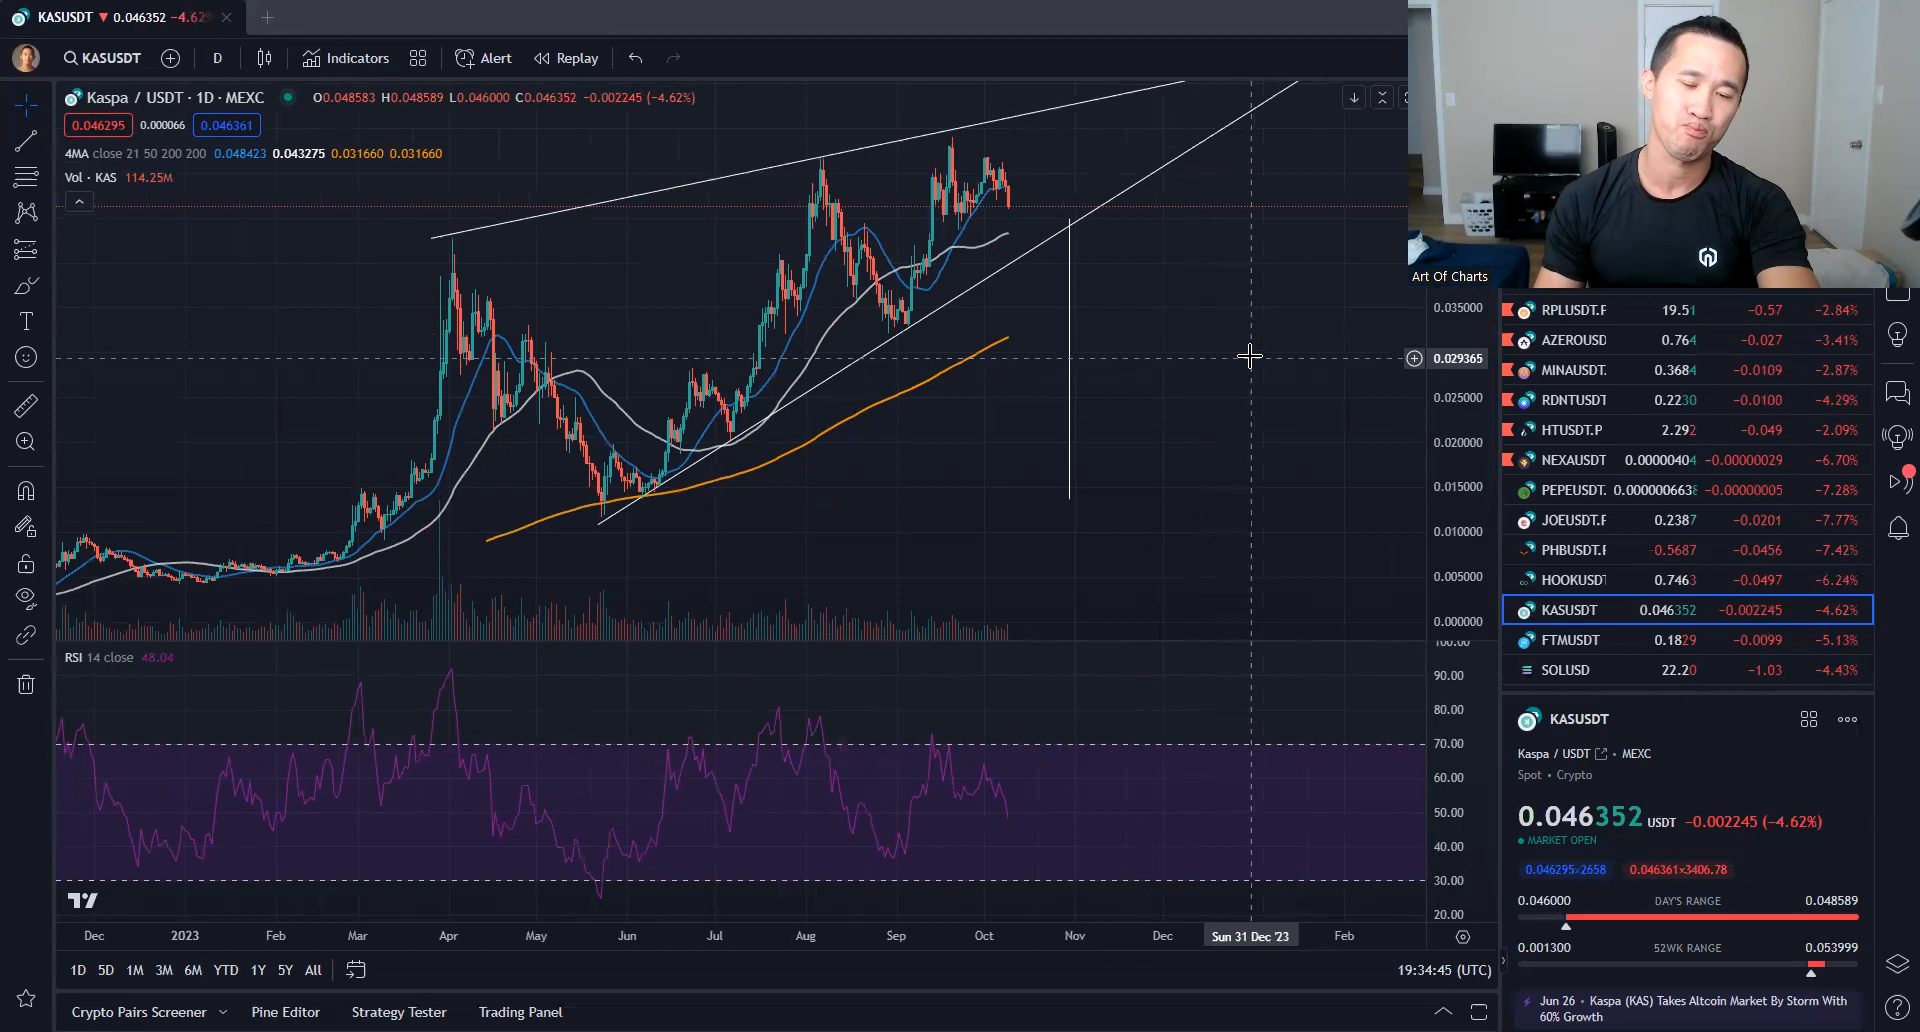 KASUSDT ▼ 0.046352 −4.62
KASUSDT D Indicators Alert Replay
Kaspa / USDT · 1D · MEXC O0.048583 H0.048589 L0.046000 C0.046352 −0.002245 (−4.62%)
0.046295 0.000066 0.046361
4MA close 21 50 200 200 0.048423 0.043275 0.031660 0.031660
Vol · KAS 114.25M
Art Of Charts
0.035000
0.029365
0.025000
0.020000
0.015000
0.010000
0.005000
0.000000
100.00
RSI 14 close 48.04
90.00
80.00
70.00
60.00
50.00
40.00
30.00
20.00
Dec 2023 Feb Mar Apr May Jun Jul Aug Sep Oct Nov Dec Sun 31 Dec '23 Feb
1D 5D 1M 3M 6M YTD 1Y 5Y All 19:34:45 (UTC)
Crypto Pairs Screener Pine Editor Strategy Tester Trading Panel
RPLUSDT.F 19.51 −0.57 −2.84%
AZEROUSD 0.764 −0.027 −3.41%
MINAUSDT. 0.3684 −0.0109 −2.87%
RDNTUSDT 0.2230 −0.0100 −4.29%
HTUSDT.P 2.292 −0.049 −2.09%
NEXAUSDT 0.00000404 −0.00000029 −6.70%
PEPEUSDT. 0.0000006638 −0.00000005 −7.28%
JOEUSDT.F 0.2387 −0.0201 −7.77%
PHBUSDT.F 0.5687 −0.0456 −7.42%
HOOKUSDT 0.7463 −0.0497 −6.24%
KASUSDT 0.046352 −0.002245 −4.62%
FTMUSDT 0.1829 −0.0099 −5.13%
SOLUSD 22.20 −1.03 −4.43%
KASUSDT
Kaspa / USDT • MEXC
Spot • Crypto
0.046352 USDT −0.002245 (−4.62%)
MARKET OPEN
0.046295×2658 0.046361×3406.78
0.046000 DAY'S RANGE 0.048589
0.001300 52WK RANGE 0.053999
Jun 26 • Kaspa (KAS) Takes Altcoin Market By Storm With
60% Growth